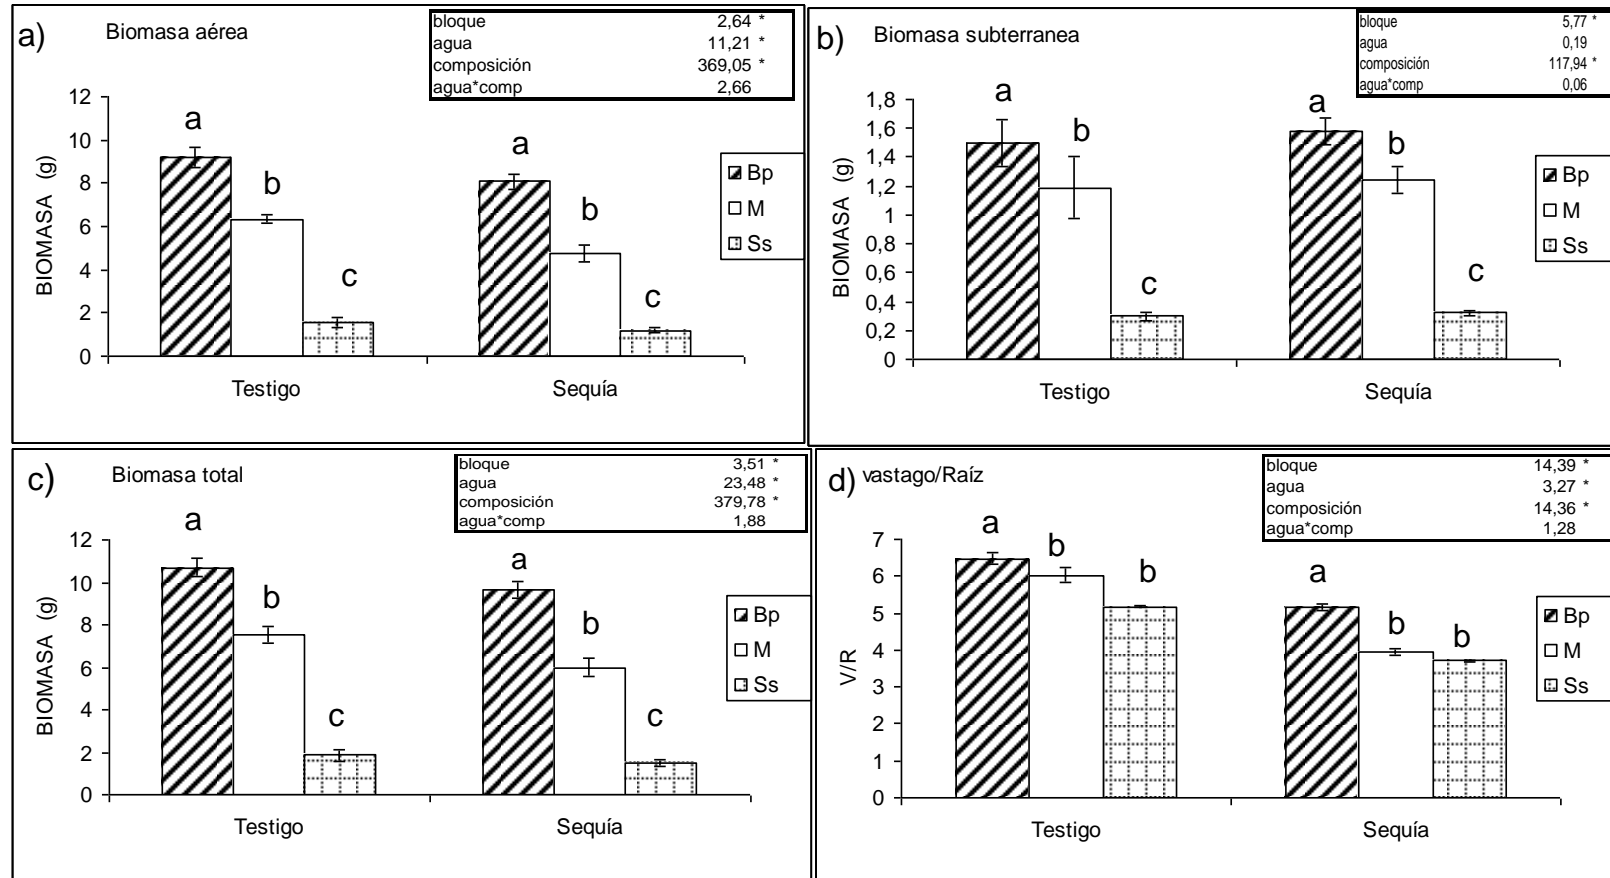 a)
Biomasa aérea
bloque 2,64 *
agua 11,21 *
composición 369,05 *
agua*comp 2,66
BIOMASA (g)
12
10
8
6
4
2
0
a
b
c
a
b
c
Testigo
Sequía
Bp
M
Ss
b)
Biomasa subterranea
bloque 5,77 *
agua 0,19
composición 117,94 *
agua*comp 0,06
BIOMASA (g)
1,8
1,6
1,4
1,2
1
0,8
0,6
0,4
0,2
0
a
b
c
a
b
c
Testigo
Sequía
Bp
M
Ss
c)
Biomasa total
bloque 3,51 *
agua 23,48 *
composición 379,78 *
agua*comp 1,88
BIOMASA (g)
12
10
8
6
4
2
0
a
b
c
a
b
c
Testigo
Sequía
Bp
M
Ss
d)
vastago/Raíz
bloque 14,39 *
agua 3,27 *
composición 14,36 *
agua*comp 1,28
V/R
7
6
5
4
3
2
1
0
a
b
b
a
b
b
Testigo
Sequía
Bp
M
Ss